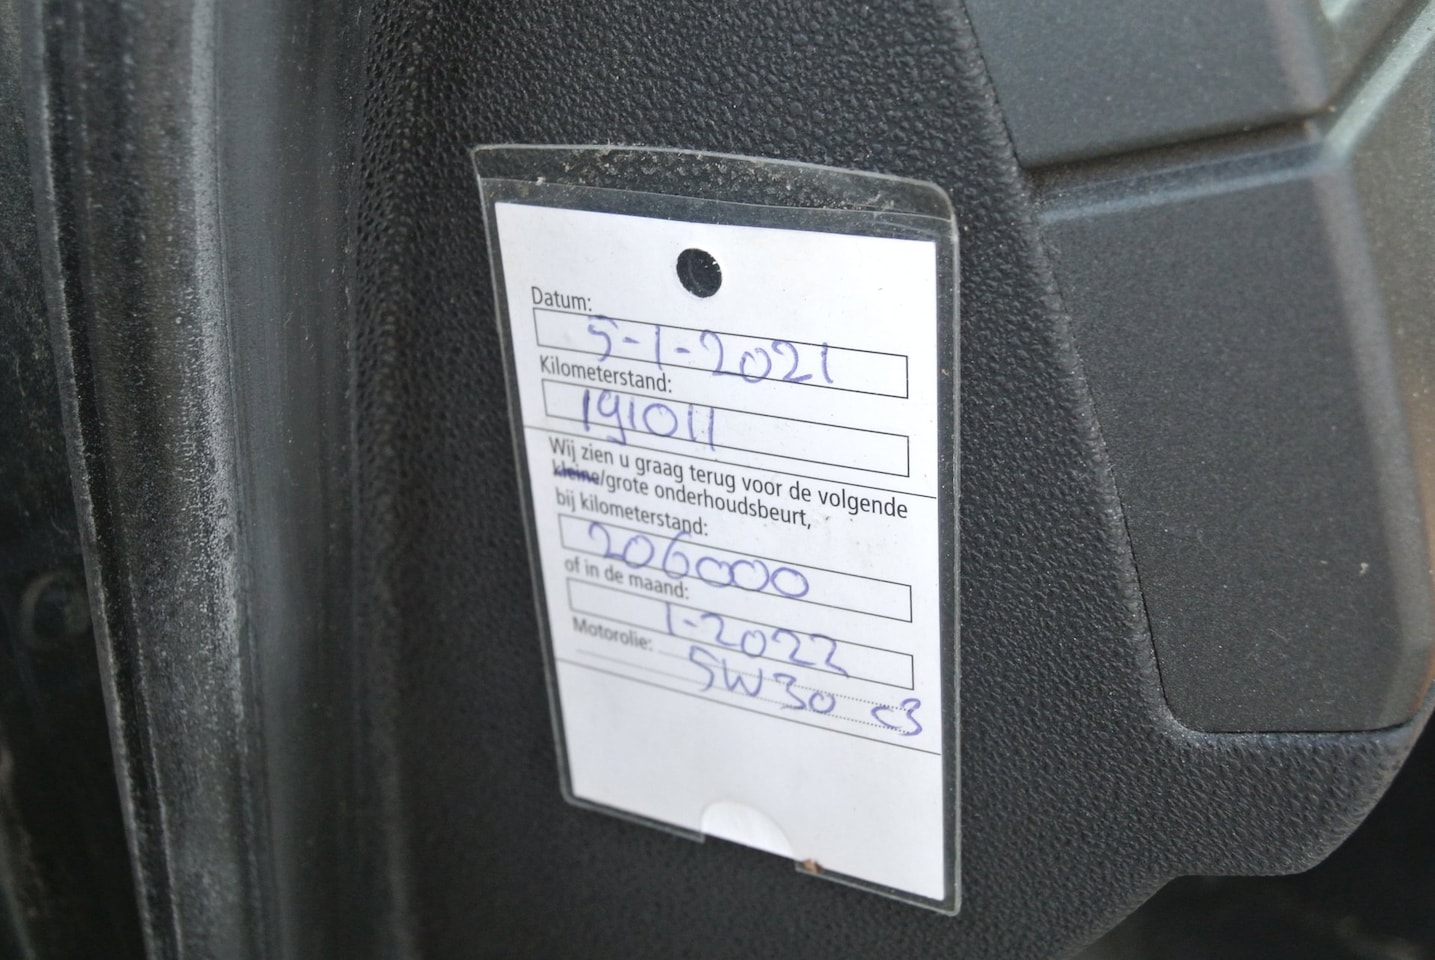 Datum:
5-1-2021
Kilometerstand:
191011
Wij zien u graag terug voor de volgende
kleine/grote onderhoudsbeurt,
bij kilometerstand:
206000
of in de maand:
1-2022
Motorolie:
5W30 c3